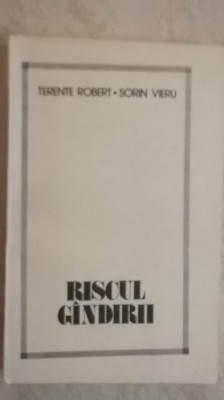 TERENTE ROBERT • SORIN VIERU
RISCUL
GÎNDIRII